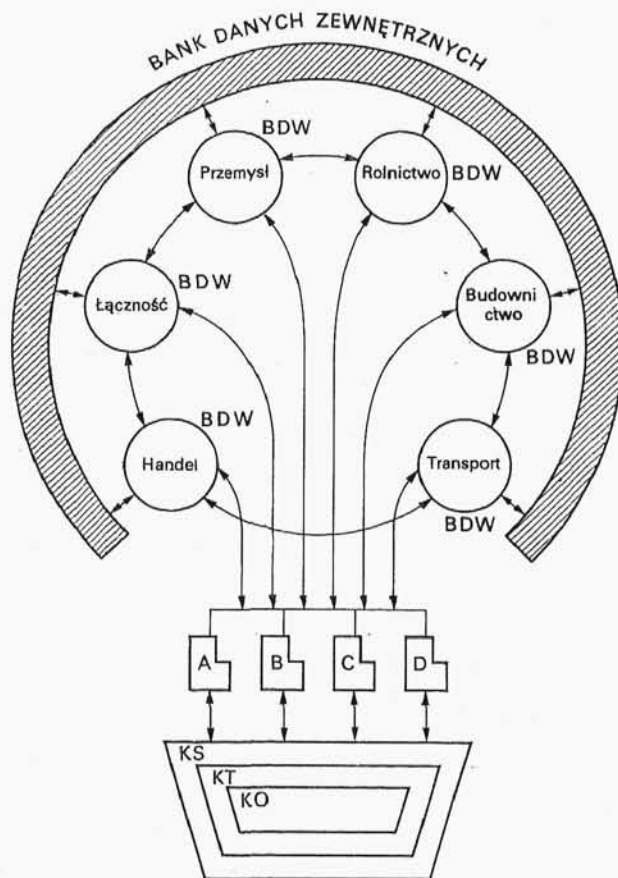 BANK DANYCH ZEWNĘTRZNYCH
BDW
Przemysł
Rolnictwo
BDW
BDW
Łączność
Budowni
ctwo
BDW
BDW
Handel
Transport
BDW
A
B
C
D
KS
KT
KO